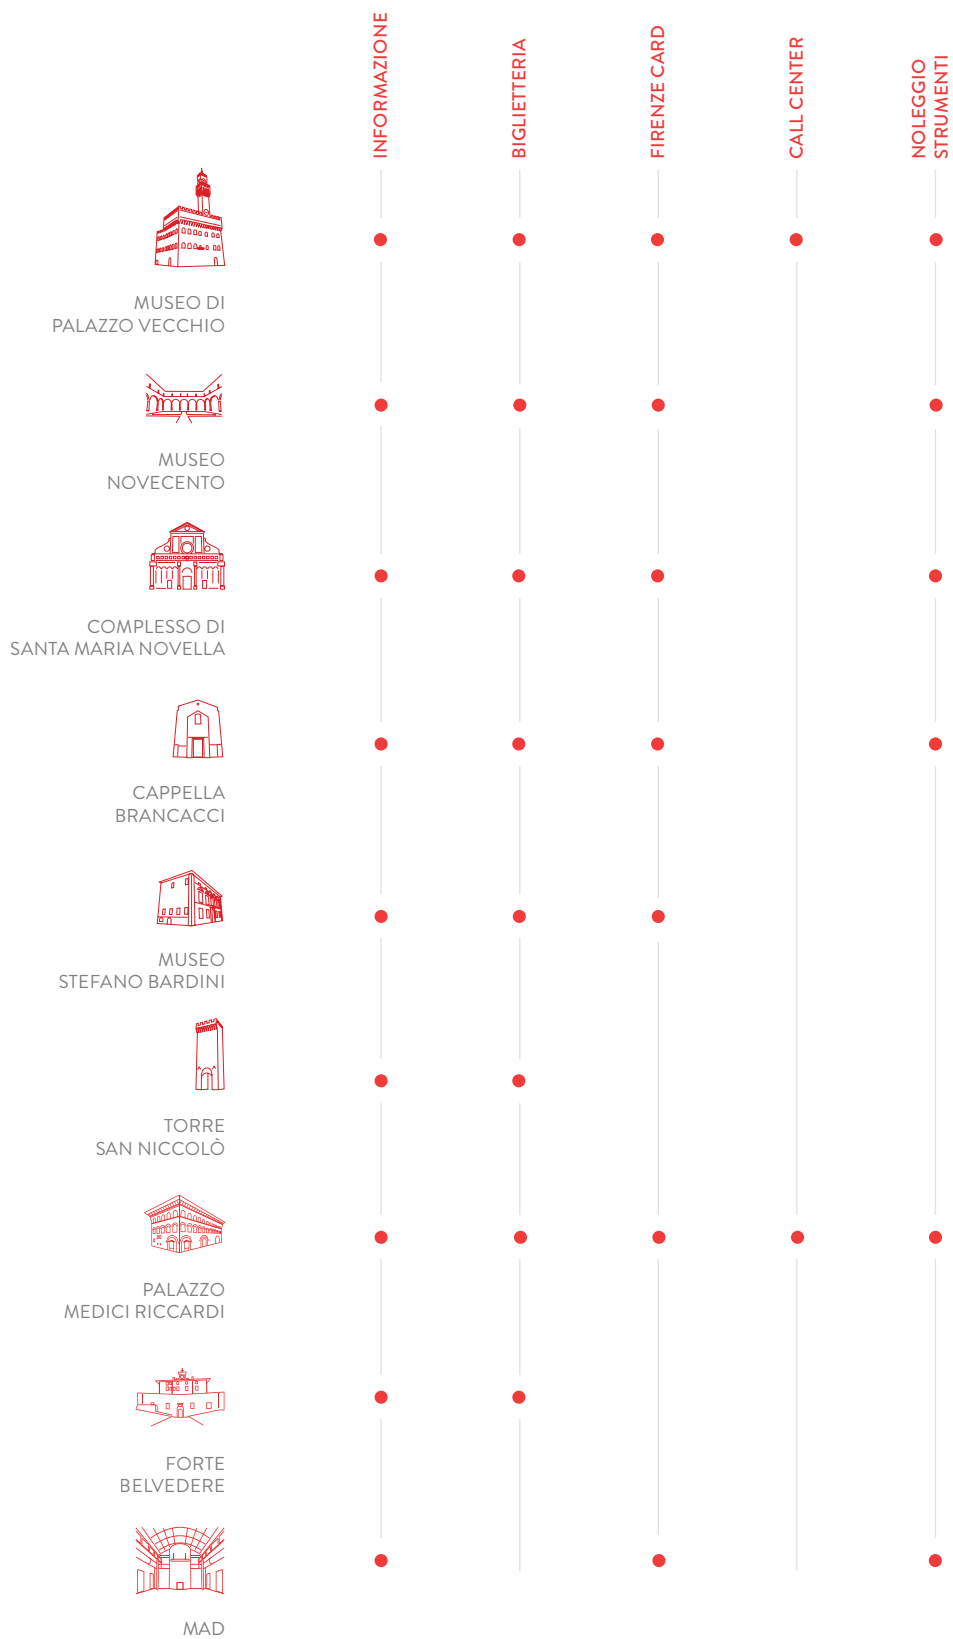 INFORMAZIONE
BIGLIETTERIA
FIRENZE CARD
CALL CENTER
NOLEGGIO
STRUMENTI
MUSEO DI
PALAZZO VECCHIO
MUSEO
NOVECENTO
COMPLESSO DI
SANTA MARIA NOVELLA
CAPPELLA
BRANCACCI
MUSEO
STEFANO BARDINI
TORRE
SAN NICCOLÒ
PALAZZO
MEDICI RICCARDI
FORTE
BELVEDERE
MAD